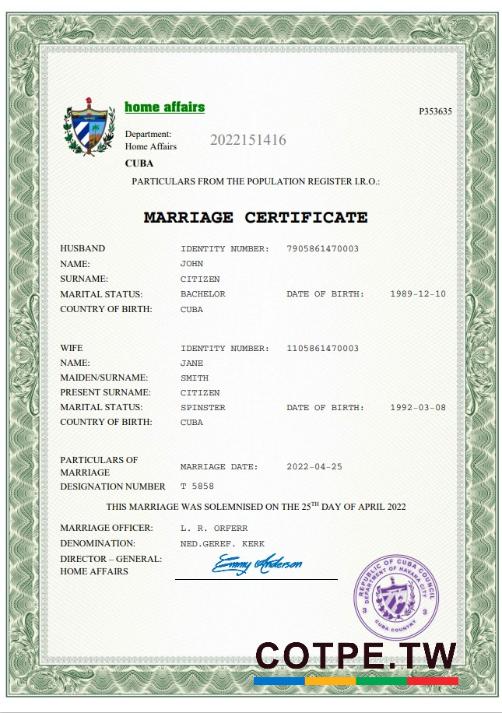 home affairs
P353635
Department:
Home Affairs
2022151416
CUBA
PARTICULARS FROM THE POPULATION REGISTER I.R.O.:
MARRIAGE CERTIFICATE
HUSBAND IDENTITY NUMBER: 7905861470003
NAME: JOHN
SURNAME: CITIZEN
MARITAL STATUS: BACHELOR DATE OF BIRTH: 1989-12-10
COUNTRY OF BIRTH: CUBA
WIFE IDENTITY NUMBER: 1105861470003
NAME: JANE
MAIDEN/SURNAME: SMITH
PRESENT SURNAME: CITIZEN
MARITAL STATUS: SPINSTER DATE OF BIRTH: 1992-03-08
COUNTRY OF BIRTH: CUBA
PARTICULARS OF
MARRIAGE MARRIAGE DATE: 2022-04-25
DESIGNATION NUMBER T 5858
THIS MARRIAGE WAS SOLEMNISED ON THE 25TH DAY OF APRIL 2022
MARRIAGE OFFICER: L. R. ORFERR
DENOMINATION: NED.GEREF. KERK
DIRECTOR – GENERAL: Emmy Anderson
HOME AFFAIRS
REPUBLIC OF CUBA COUNCIL
DEPARTMENT OF HAVANA CITY
3 3
CUBA COUNTRY
COTPE.TW